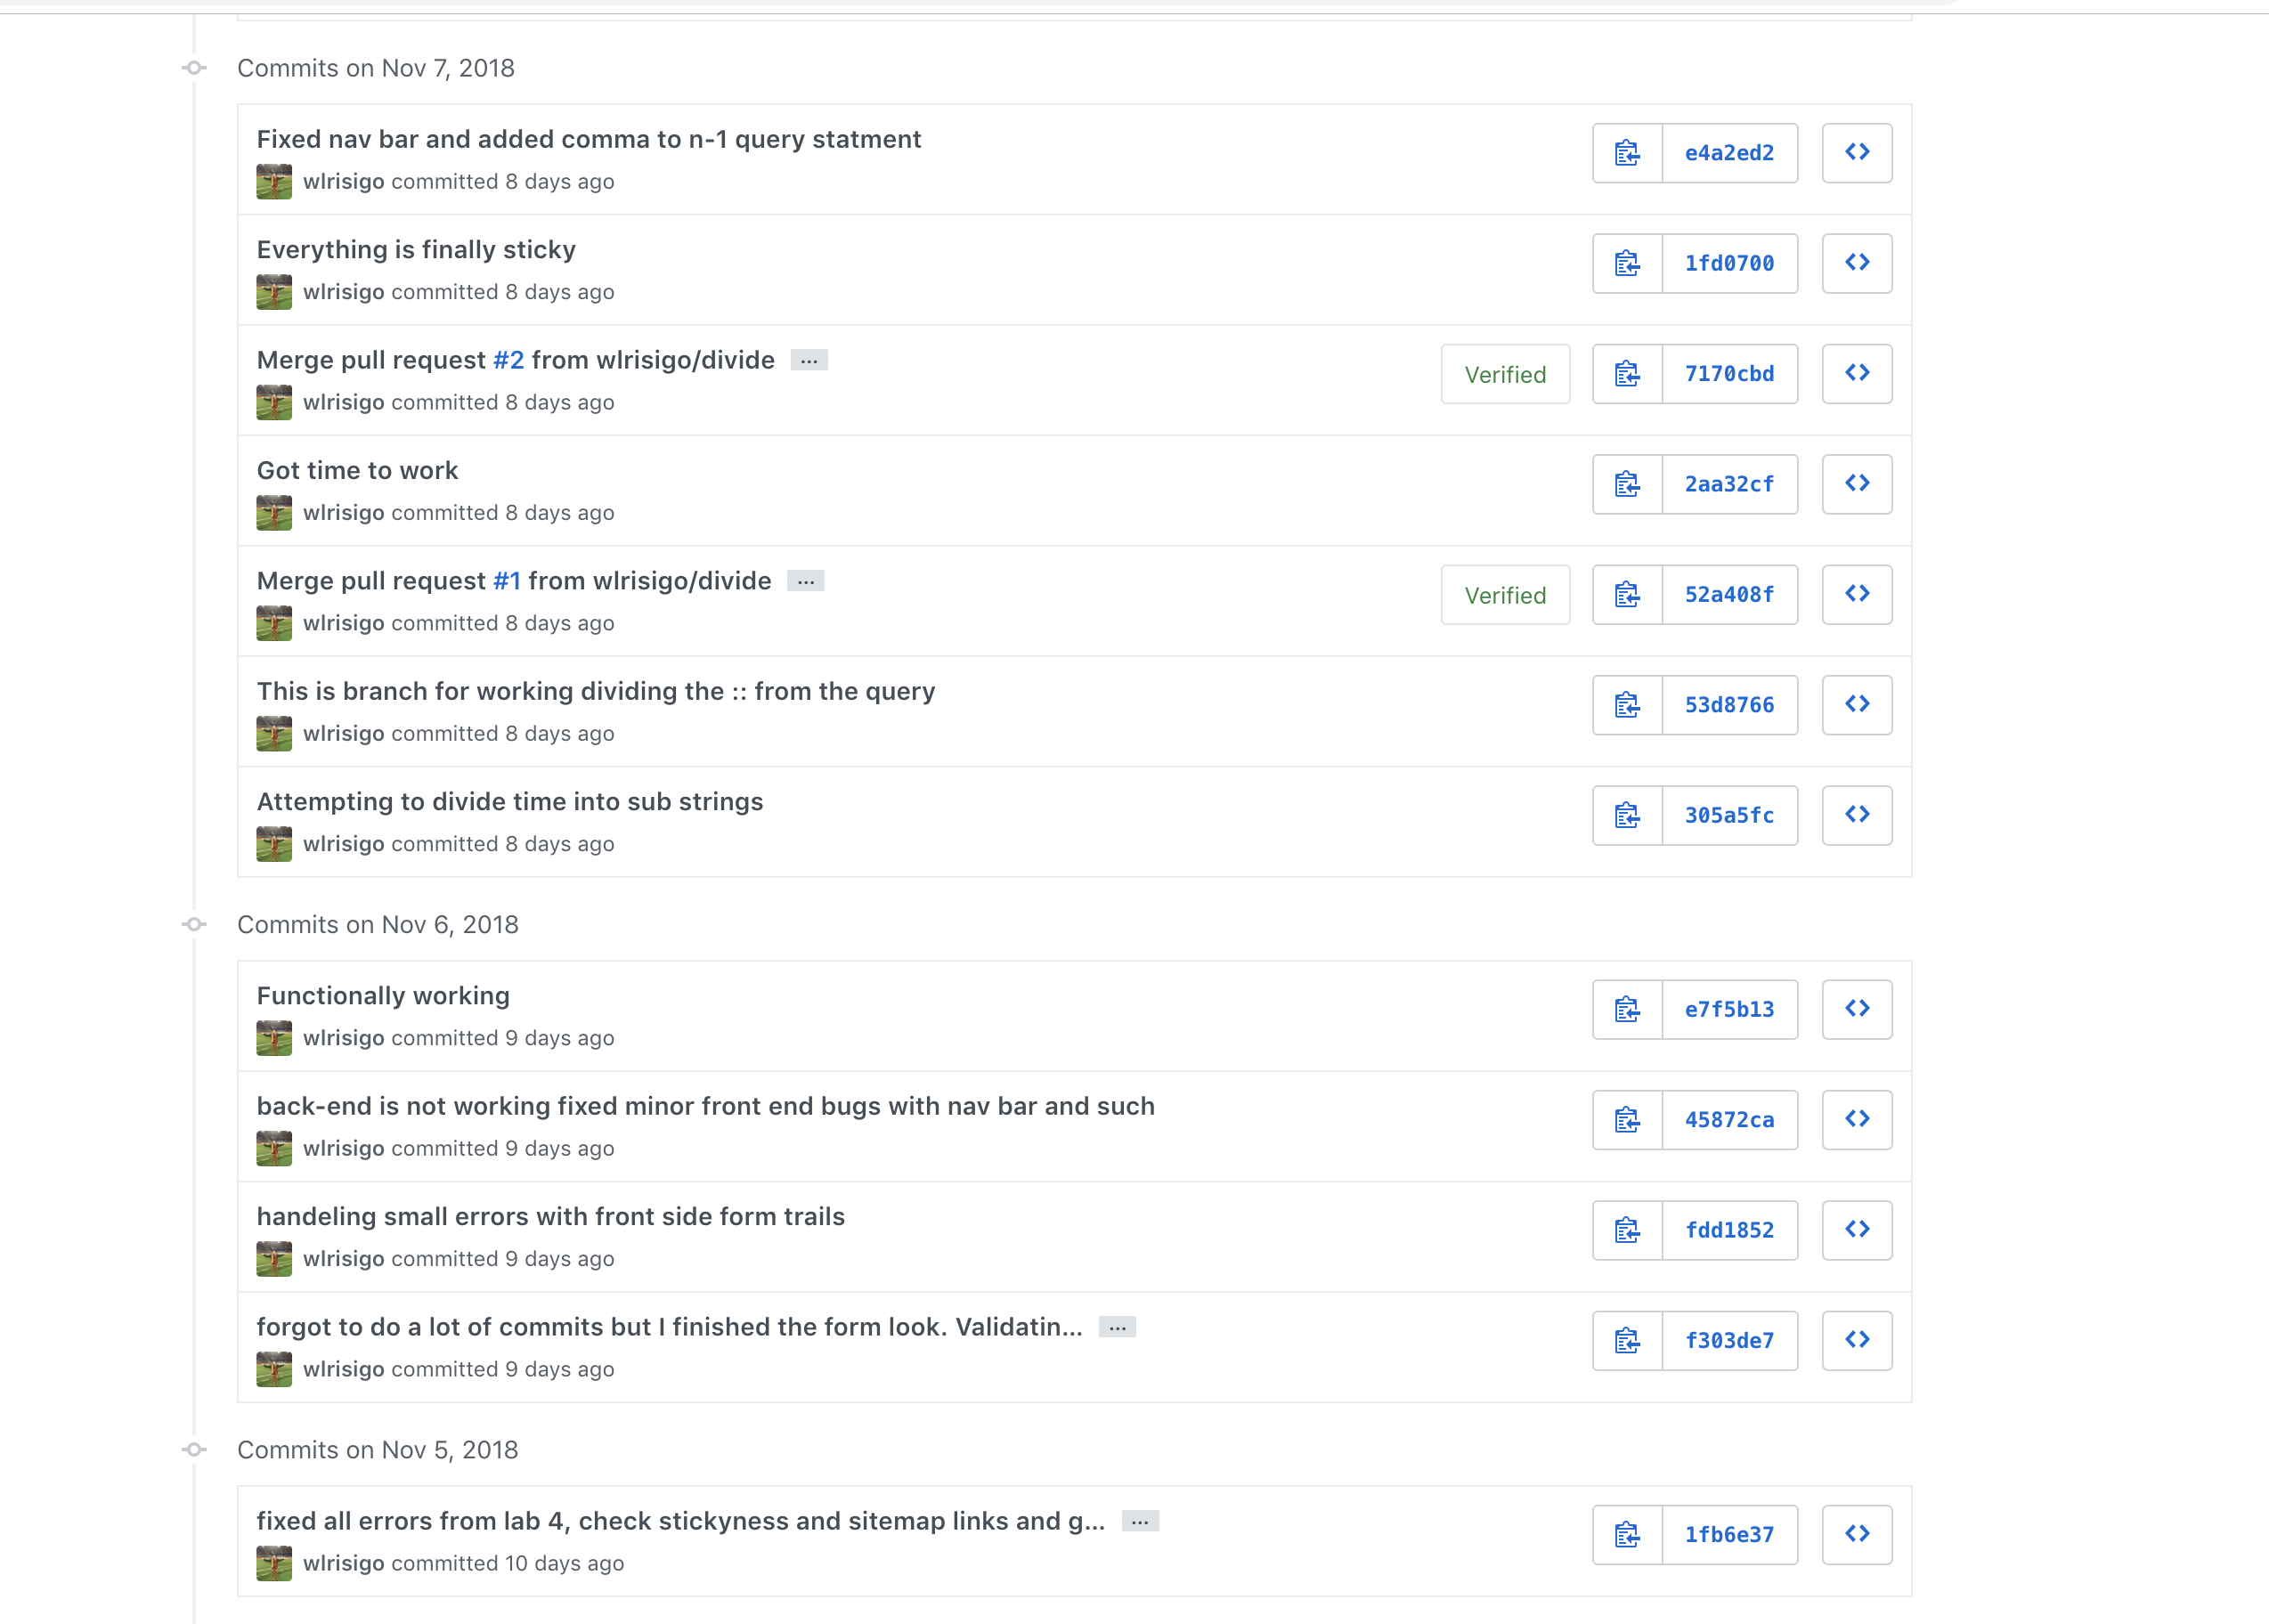 Commits on Nov 7, 2018
Fixed nav bar and added comma to n-1 query statment
e4a2ed2
wlrisigo committed 8 days ago
Everything is finally sticky
1fd0700
wlrisigo committed 8 days ago
Merge pull request #2 from wlrisigo/divide ...
Verified
7170cbd
wlrisigo committed 8 days ago
Got time to work
2aa32cf
wlrisigo committed 8 days ago
Merge pull request #1 from wlrisigo/divide ...
Verified
52a408f
wlrisigo committed 8 days ago
This is branch for working dividing the :: from the query
53d8766
wlrisigo committed 8 days ago
Attempting to divide time into sub strings
305a5fc
wlrisigo committed 8 days ago
Commits on Nov 6, 2018
Functionally working
e7f5b13
wlrisigo committed 9 days ago
back-end is not working fixed minor front end bugs with nav bar and such
45872ca
wlrisigo committed 9 days ago
handeling small errors with front side form trails
fdd1852
wlrisigo committed 9 days ago
forgot to do a lot of commits but I finished the form look. Validatin... ...
f303de7
wlrisigo committed 9 days ago
Commits on Nov 5, 2018
fixed all errors from lab 4, check stickyness and sitemap links and g... ...
1fb6e37
wlrisigo committed 10 days ago